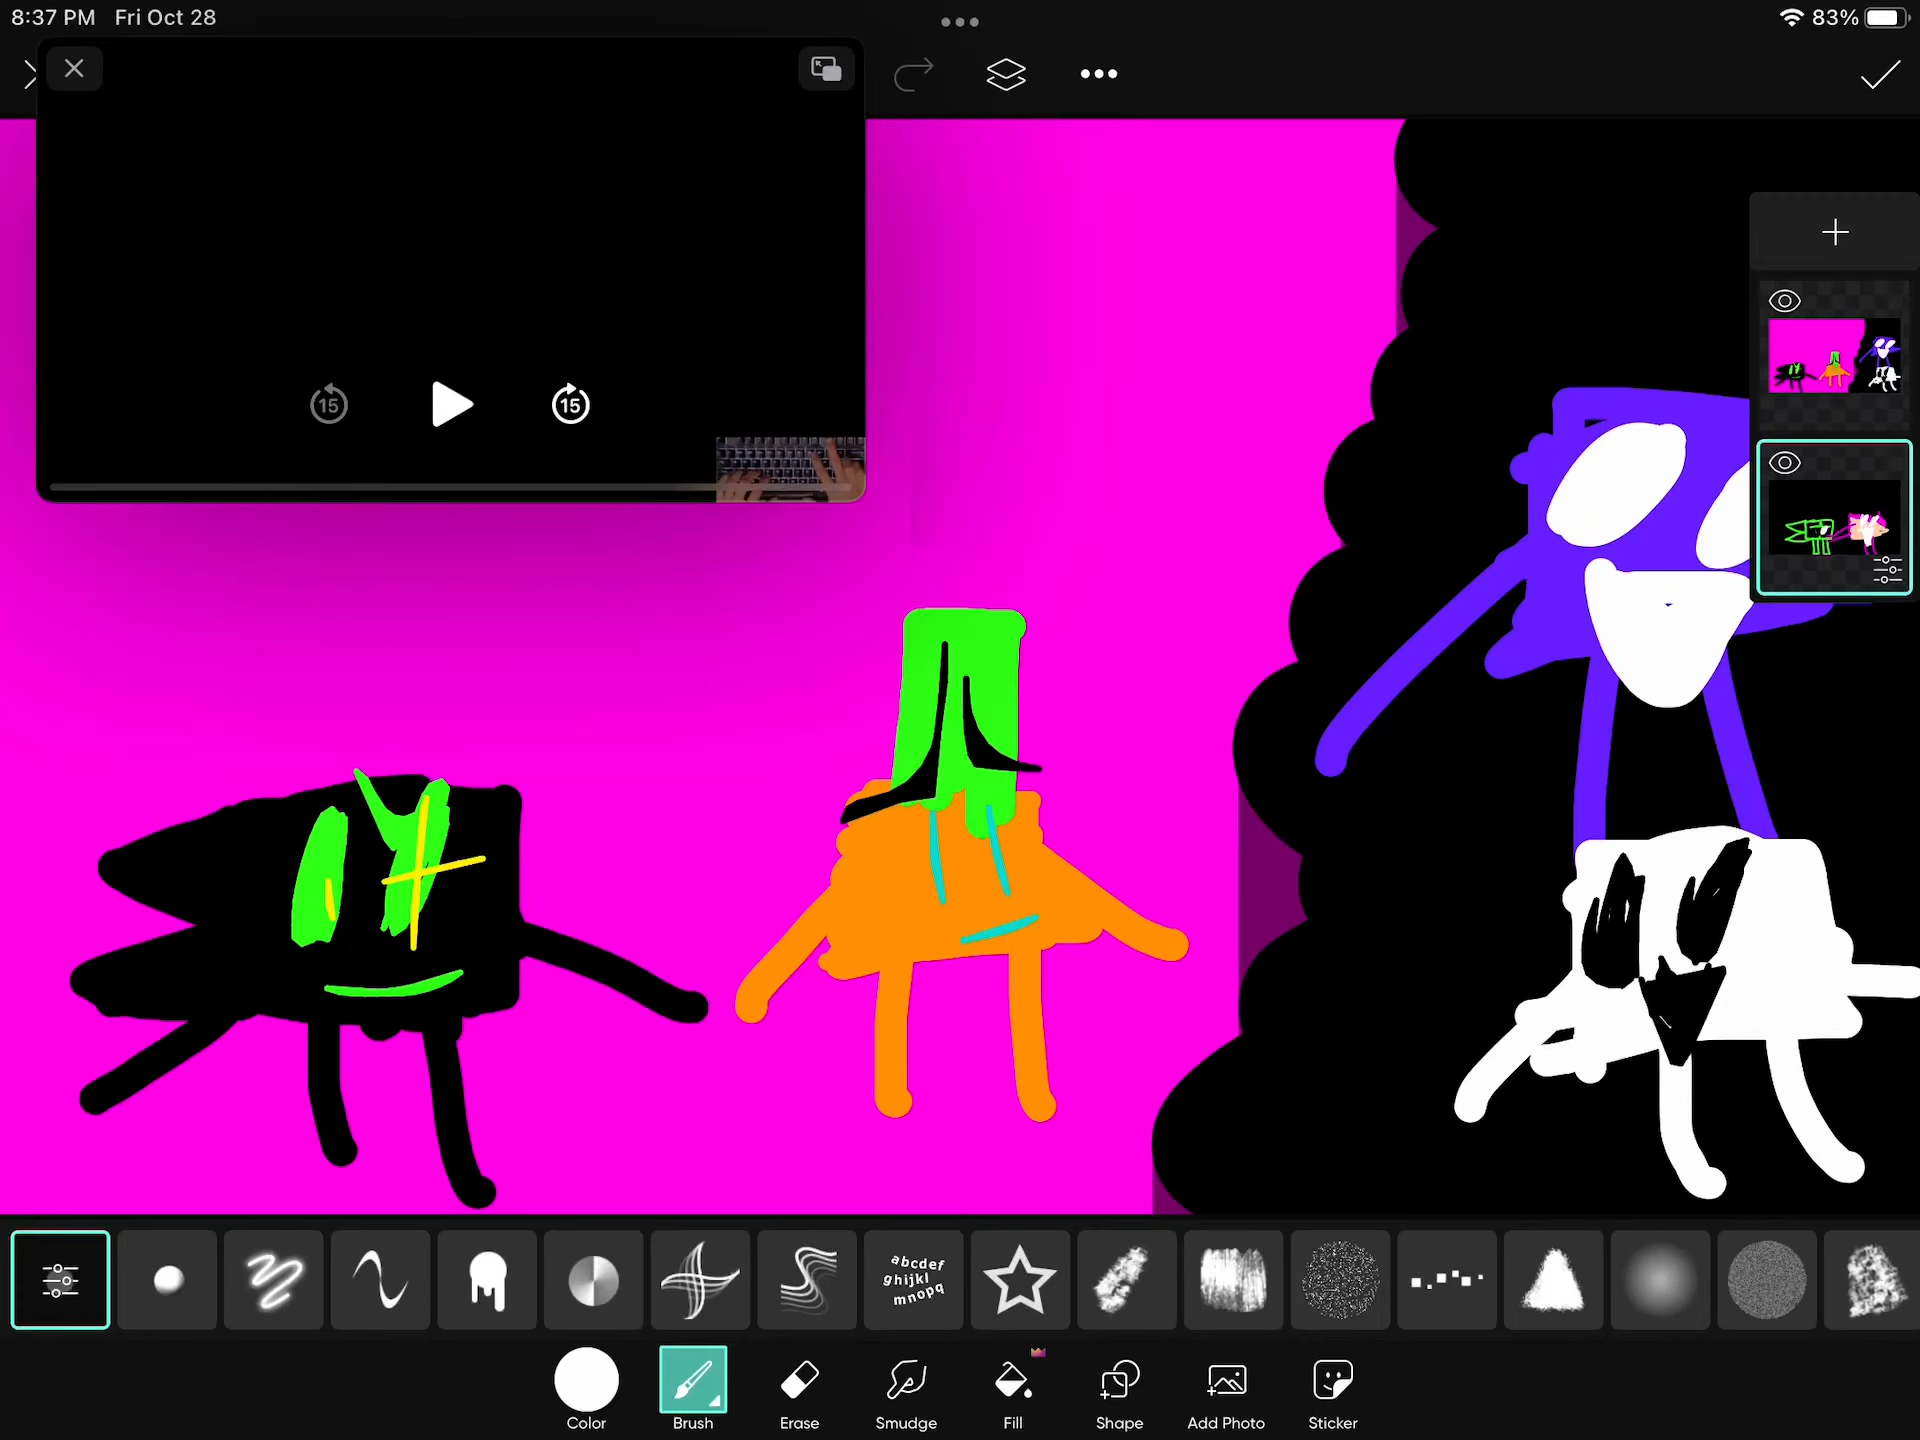 8:37 PM Fri Oct 28
83%
15
15
abcdef
ghijkl
mnopq
Color
Brush
Erase
Smudge
Fill
Shape
Add Photo
Sticker